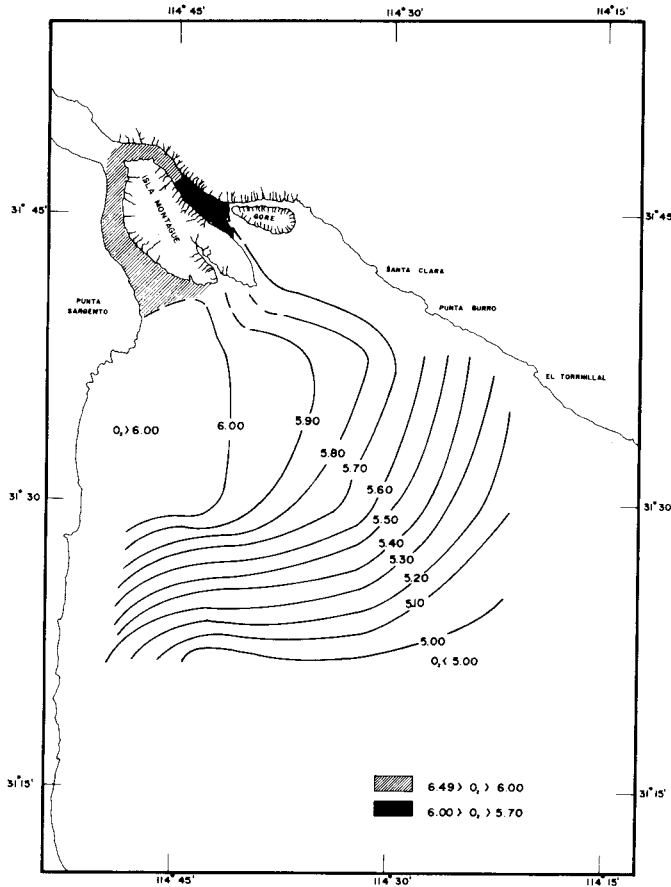 114° 45'
114° 30'
114° 15'
31° 45'
31° 45'
ISLA MONTAGUE
ISLA
GORE
SANTA CLARA
PUNTA
SARGENTO
PUNTA BURRO
EL TORNILLAL
O₂ > 6.00
6.00
5.90
5.80
5.70
5.60
5.50
5.40
5.30
5.20
5.10
5.00
O₂ < 5.00
31° 30'
31° 30'
31° 15'
31° 15'
6.49 > O₂ > 6.00
6.00 > O₂ > 5.70
114° 45'
114° 30'
114° 15'